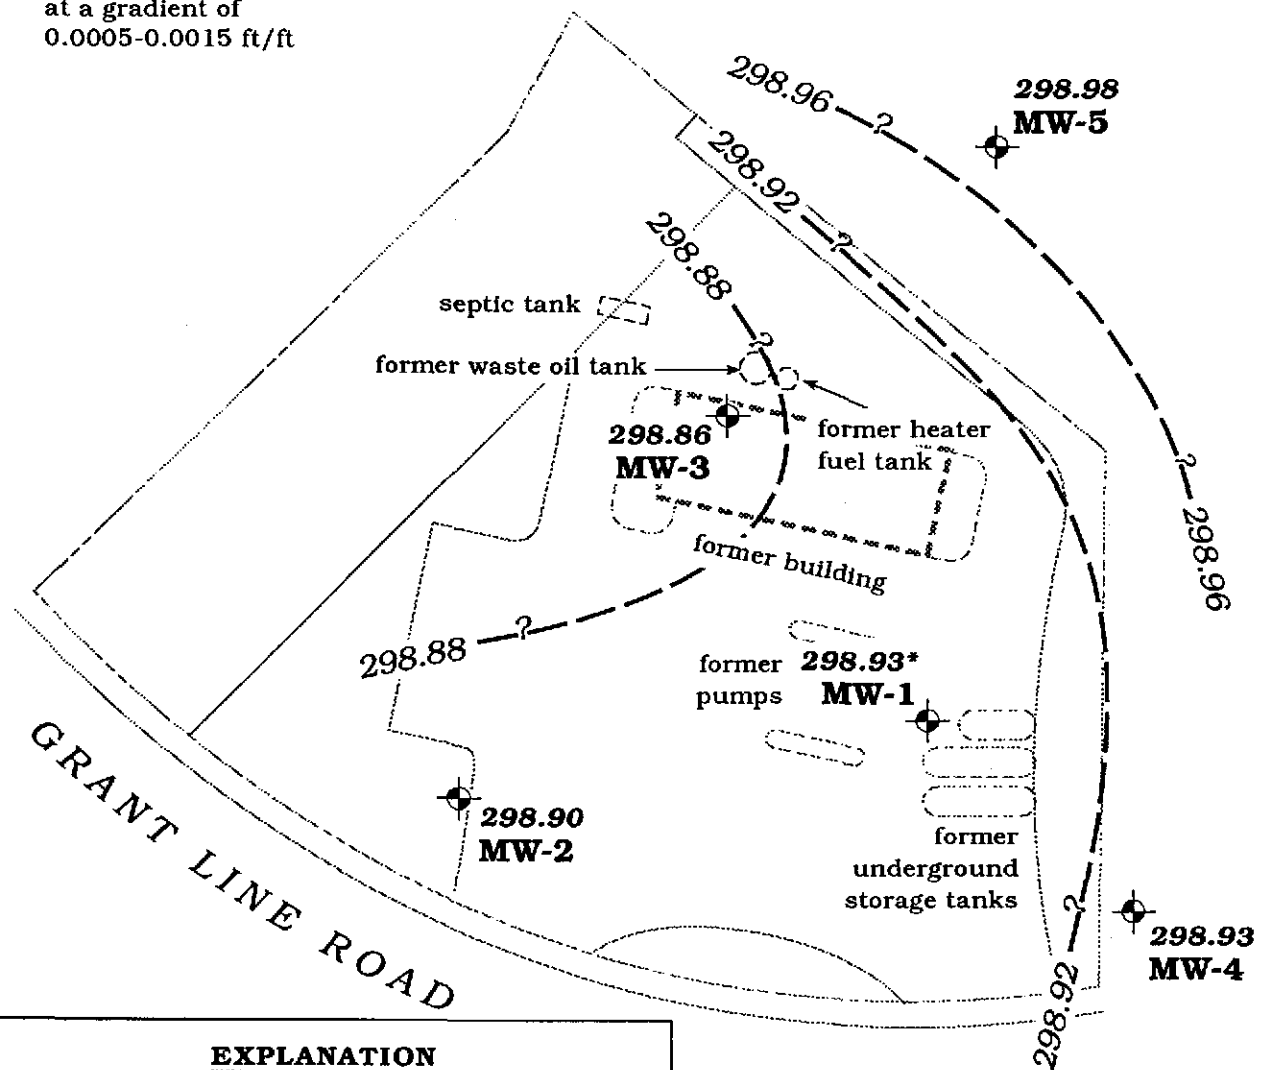 at a gradient of
0.0005-0.0015 ft/ft
298.96
?
298.98
MW-5
298.92
?
298.88
?
septic tank
former waste oil tank
former heater
fuel tank
298.86
MW-3
?
298.96
former building
298.88
?
former
pumps
298.93*
MW-1
298.90
MW-2
former
underground
storage tanks
?
298.93
MW-4
298.92
GRANT LINE ROAD
EXPLANATION